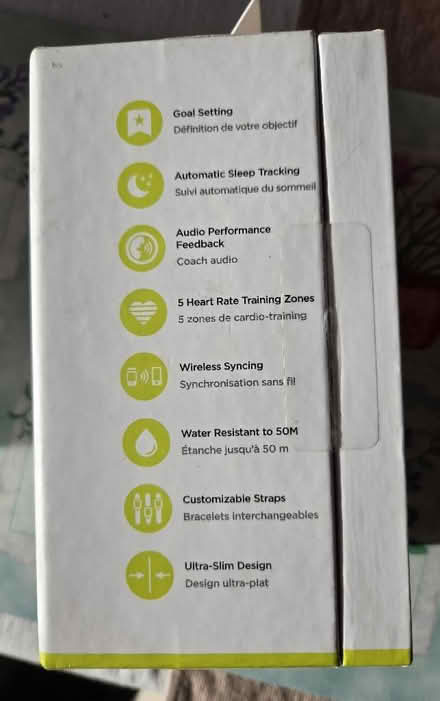 Goal Setting
Définition de votre objectif
Automatic Sleep Tracking
Suivi automatique du sommeil
Audio Performance
Feedback
Coach audio
5 Heart Rate Training Zones
5 zones de cardio-training
Wireless Syncing
Synchronisation sans fil
Water Resistant to 50M
Étanche jusqu'à 50 m
Customizable Straps
Bracelets interchangeables
Ultra-Slim Design
Design ultra-plat